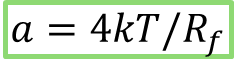 a = 4kT/R_f